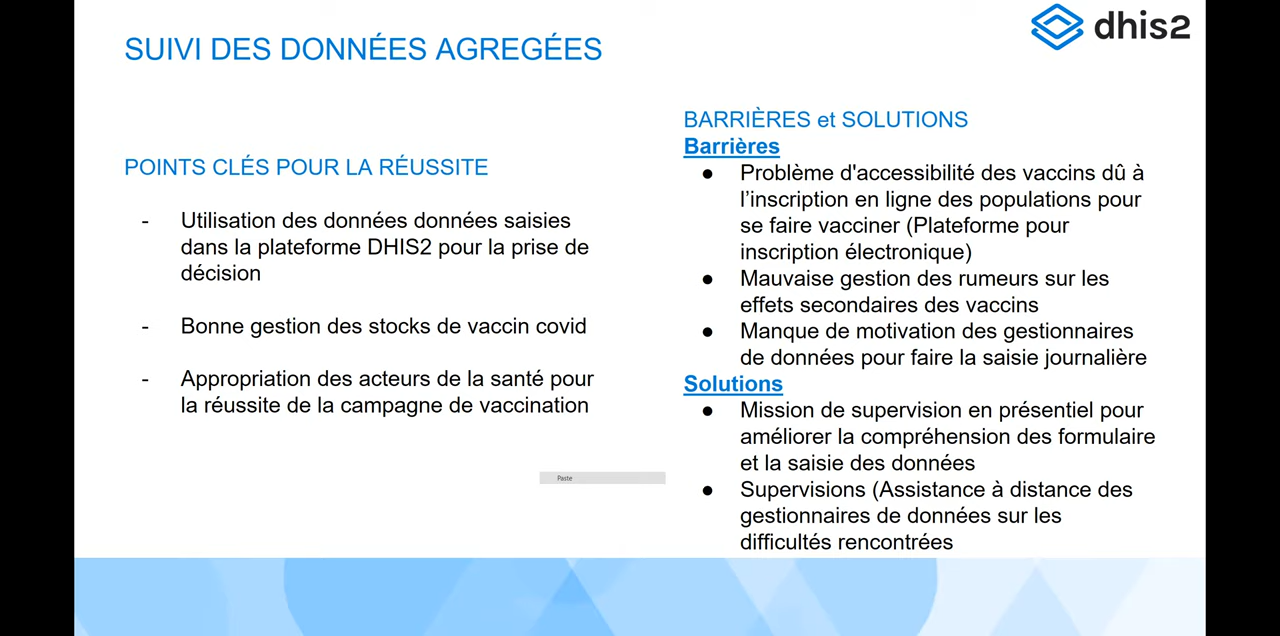 SUIVI DES DONNÉES AGREGÉES
dhis2
POINTS CLÉS POUR LA RÉUSSITE
- Utilisation des données données saisies
dans la plateforme DHIS2 pour la prise de
décision
- Bonne gestion des stocks de vaccin covid
- Appropriation des acteurs de la santé pour
la réussite de la campagne de vaccination
Paste
BARRIÈRES et SOLUTIONS
Barrières
● Problème d'accessibilité des vaccins dû à
l’inscription en ligne des populations pour
se faire vacciner (Plateforme pour
inscription électronique)
● Mauvaise gestion des rumeurs sur les
effets secondaires des vaccins
● Manque de motivation des gestionnaires
de données pour faire la saisie journalière
Solutions
● Mission de supervision en présentiel pour
améliorer la compréhension des formulaire
et la saisie des données
● Supervisions (Assistance à distance des
gestionnaires de données sur les
difficultés rencontrées